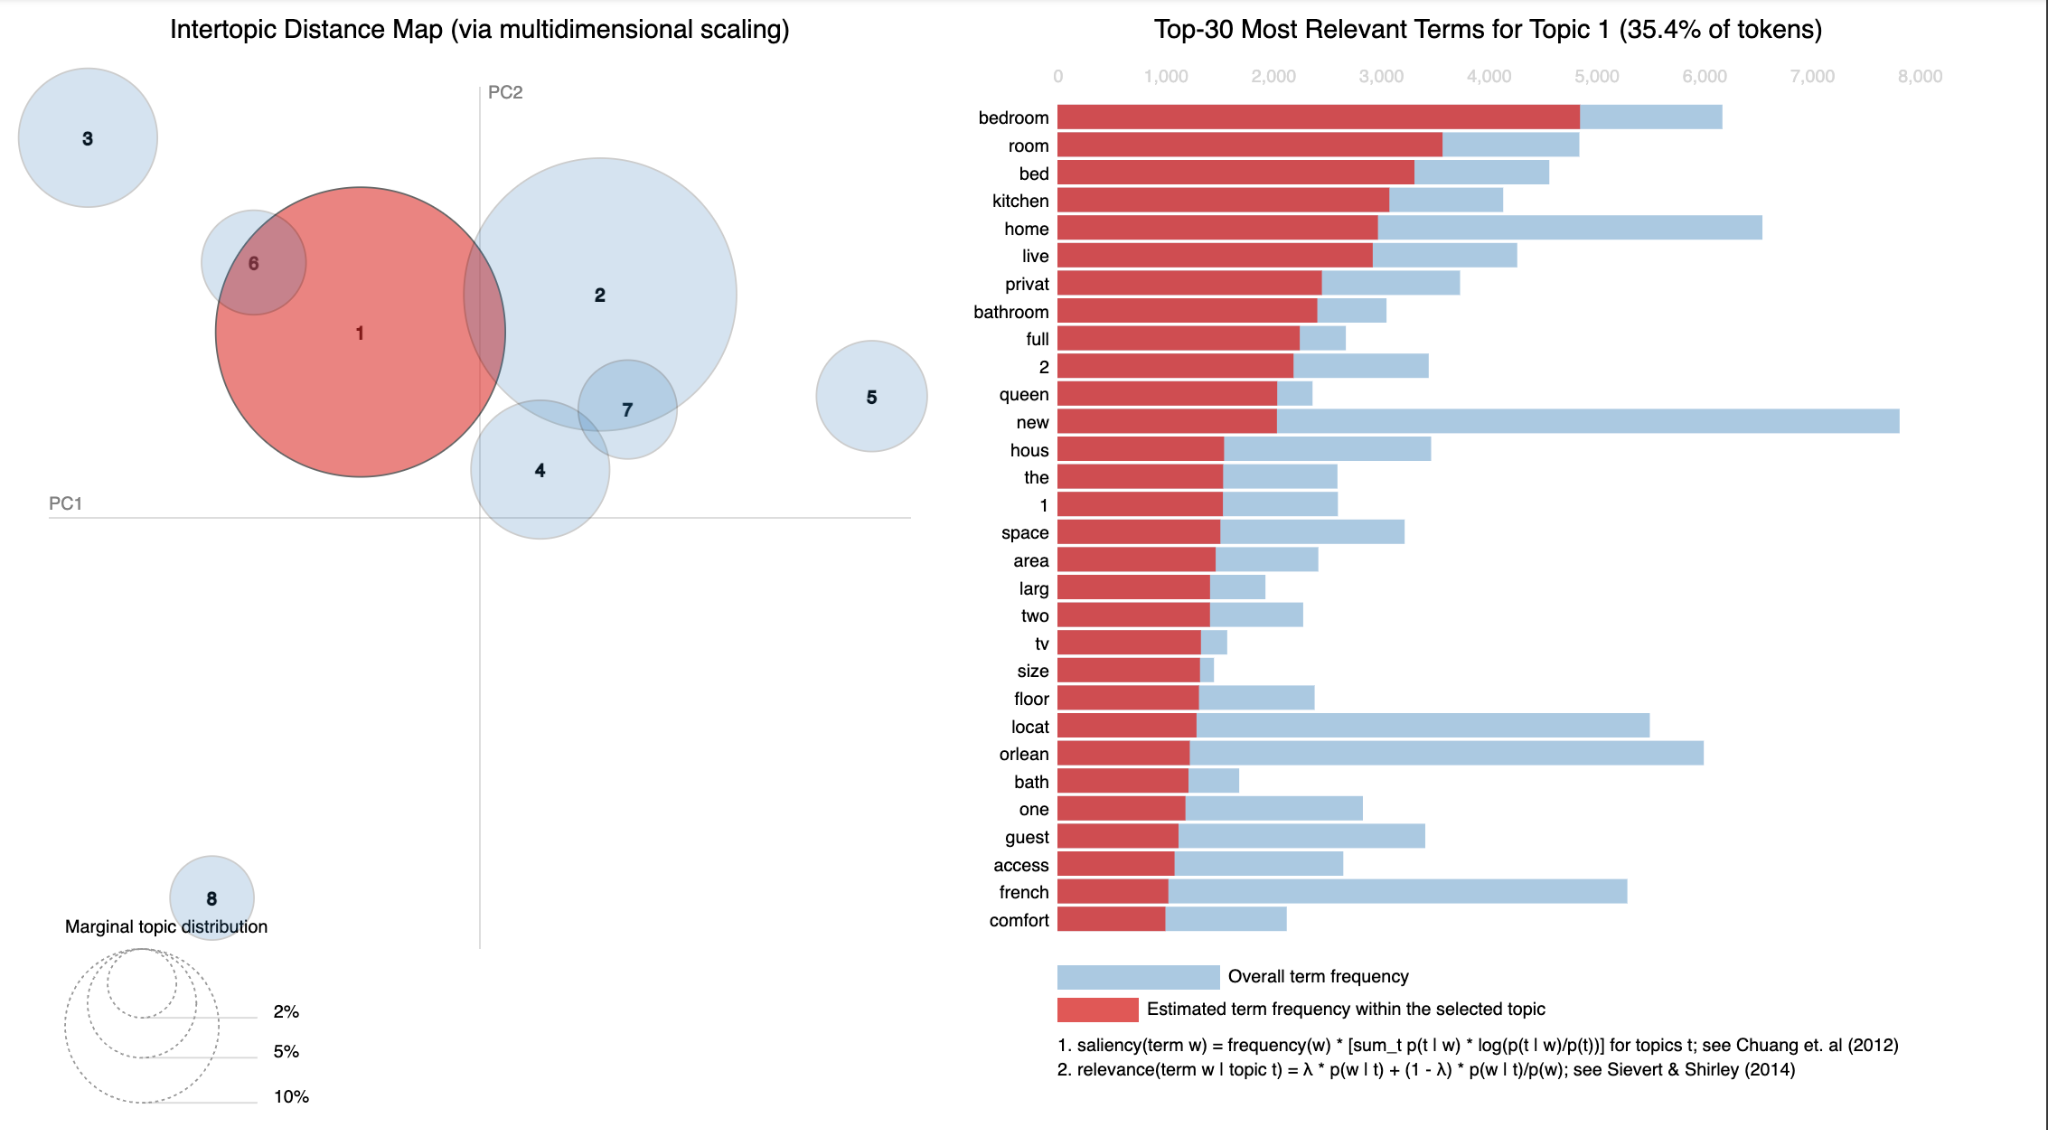 Intertopic Distance Map (via multidimensional scaling)
PC2
PC1
3
6
1
2
5
7
4
8
Marginal topic distribution
2%
5%
10%
Top-30 Most Relevant Terms for Topic 1 (35.4% of tokens)
0 1,000 2,000 3,000 4,000 5,000 6,000 7,000 8,000
bedroom
room
bed
kitchen
home
live
privat
bathroom
full
2
queen
new
hous
the
1
space
area
larg
two
tv
size
floor
locat
orlean
bath
one
guest
access
french
comfort
Overall term frequency
Estimated term frequency within the selected topic
1. saliency(term w) = frequency(w) * [sum_t p(t | w) * log(p(t | w)/p(t))] for topics t; see Chuang et. al (2012)
2. relevance(term w | topic t) = λ * p(w | t) + (1 - λ) * p(w | t)/p(w); see Sievert & Shirley (2014)